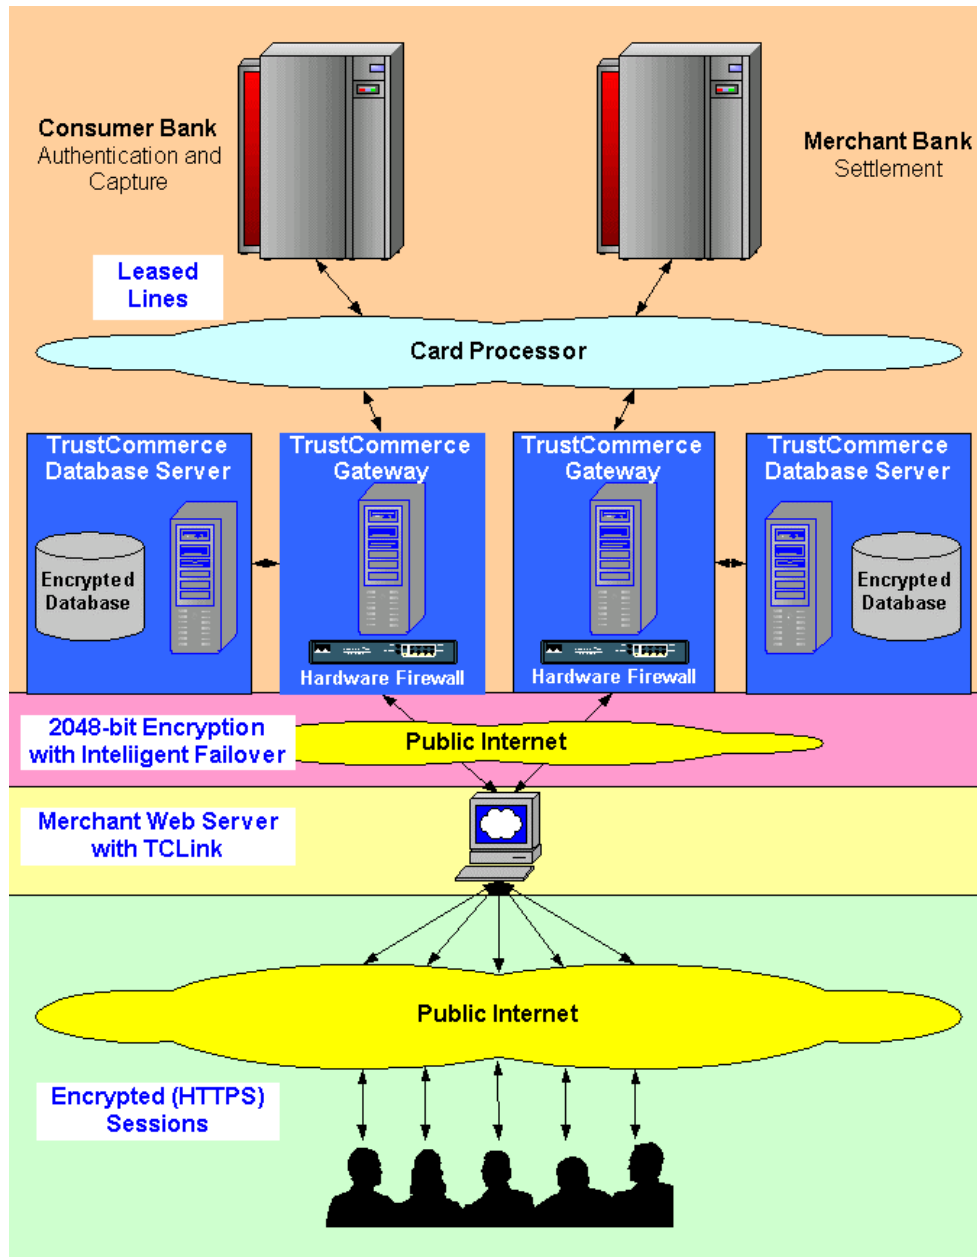 Consumer Bank
Authentication and
Capture
Merchant Bank
Settlement
Leased
Lines
Card Processor
TrustCommerce
Database Server
TrustCommerce
Gateway
TrustCommerce
Gateway
TrustCommerce
Database Server
Encrypted
Database
Encrypted
Database
Hardware Firewall
Hardware Firewall
2048-bit Encryption
with Inteliigent Failover
Public Internet
Merchant Web Server
with TCLink
Public Internet
Encrypted (HTTPS)
Sessions